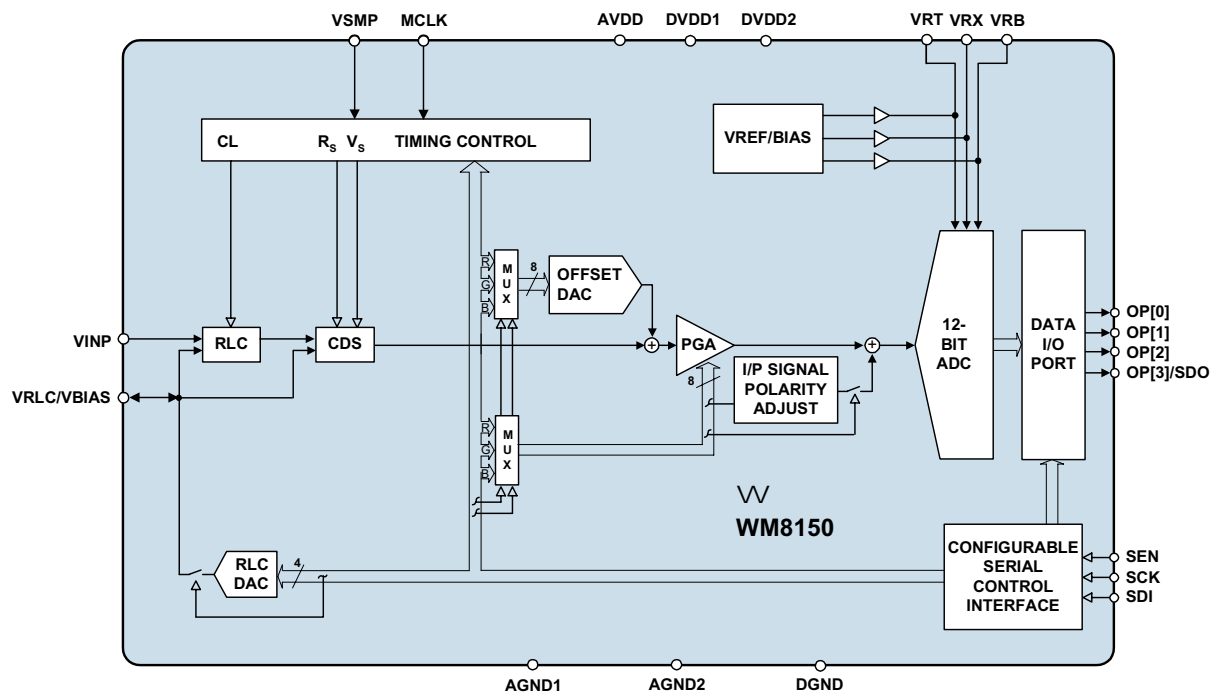 VSMP MCLK AVDD DVDD1 DVDD2 VRT VRX VRB
CL RS VS TIMING CONTROL
VREF/BIAS
R
G
B
MUX
8
OFFSET
DAC
VINP
RLC
CDS
+
PGA
8
I/P SIGNAL
POLARITY
ADJUST
+
12-
BIT
ADC
DATA
I/O
PORT
OP[0]
OP[1]
OP[2]
OP[3]/SDO
VRLC/VBIAS
R
G
B
MUX
W
WM8150
RLC
DAC
4
CONFIGURABLE
SERIAL
CONTROL
INTERFACE
SEN
SCK
SDI
AGND1 AGND2 DGND